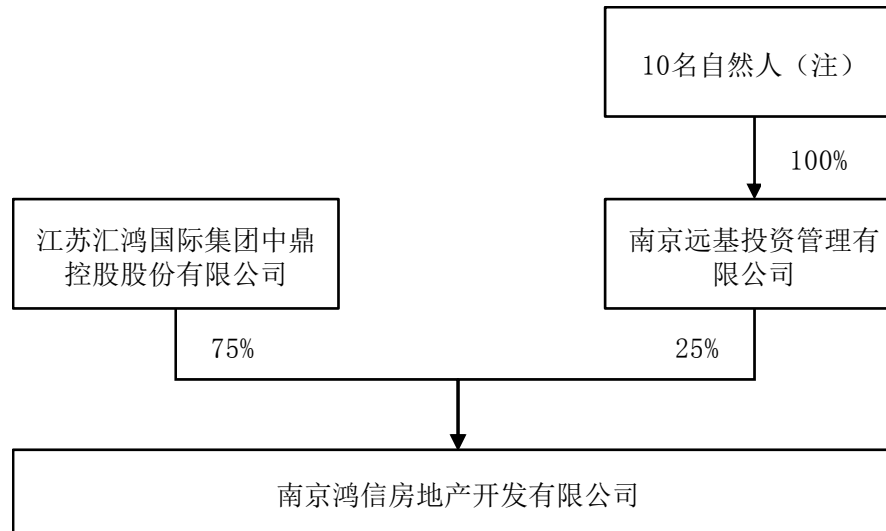 10名自然人（注）
100%
江苏汇鸿国际集团中鼎
控股股份有限公司
南京远基投资管理有
限公司
75%
25%
南京鸿信房地产开发有限公司